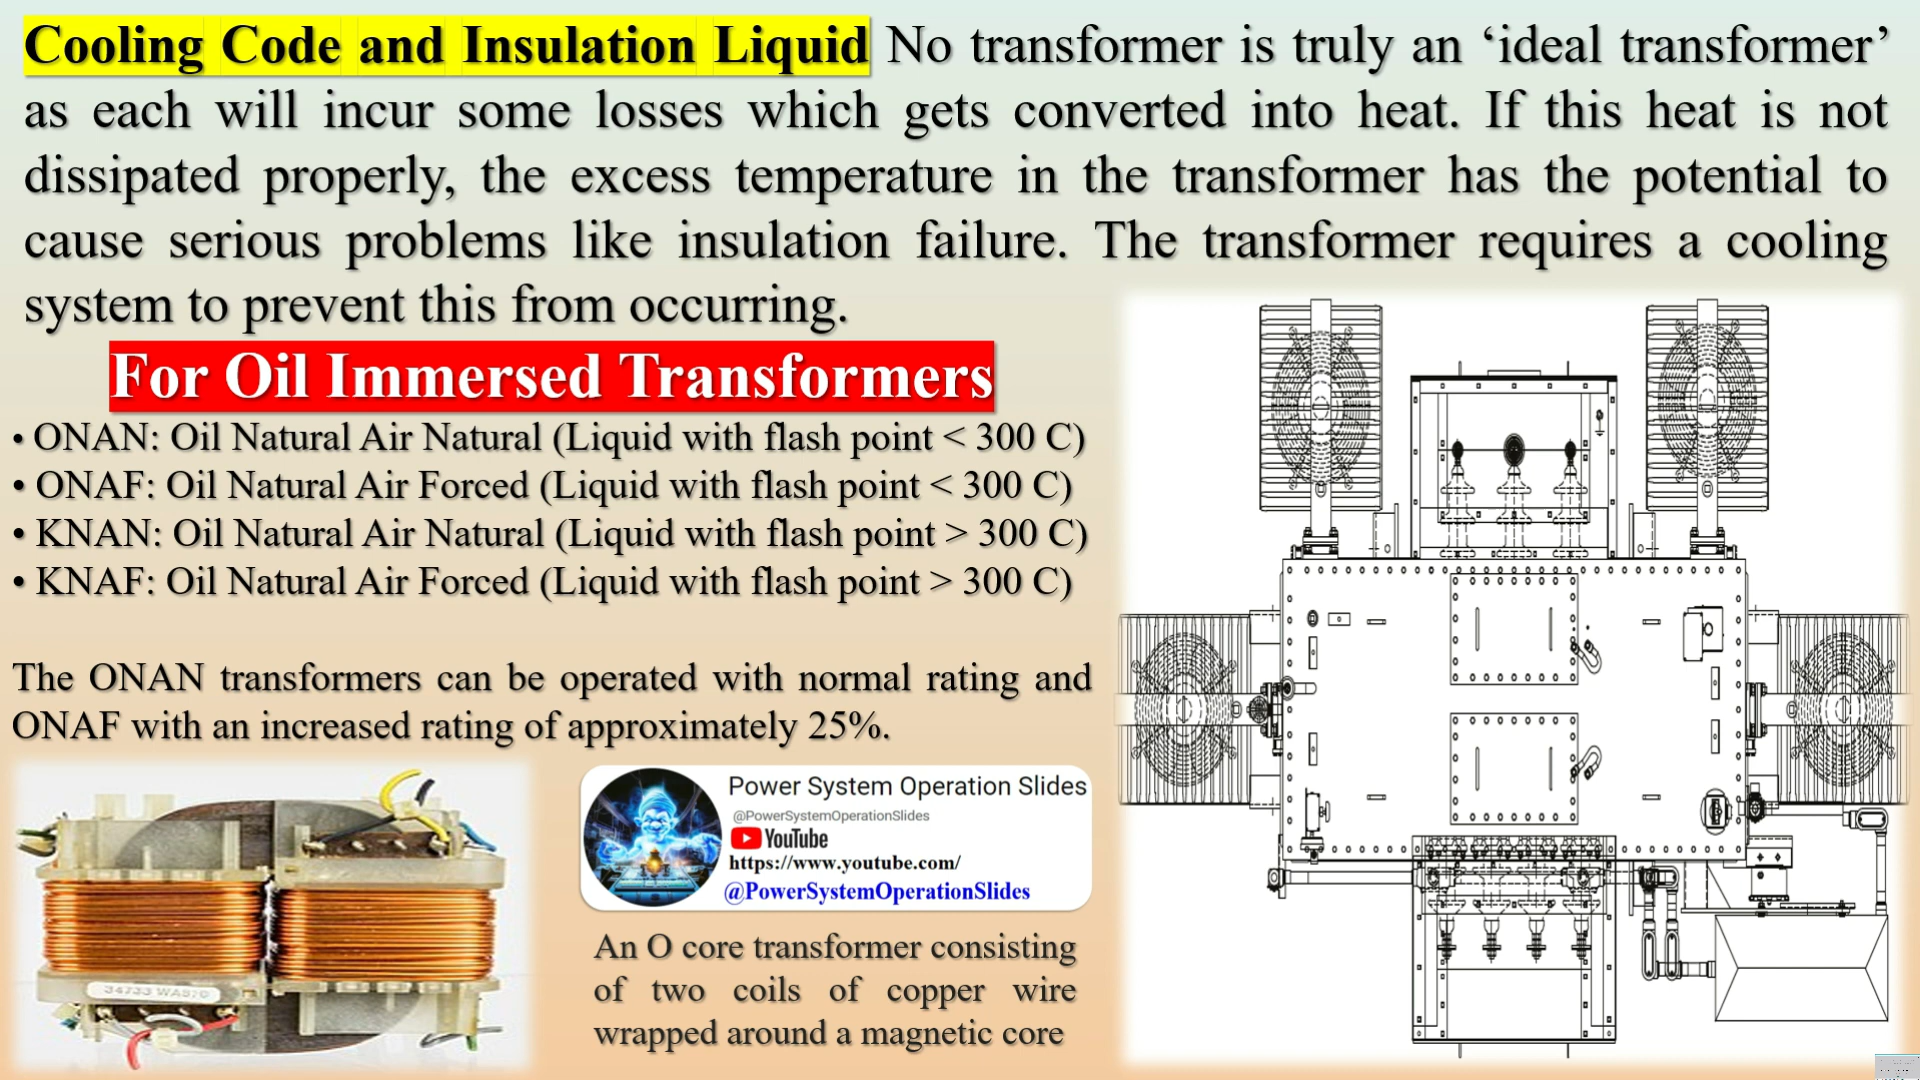 Cooling Code and Insulation Liquid No transformer is truly an ‘ideal transformer’
as each will incur some losses which gets converted into heat. If this heat is not
dissipated properly, the excess temperature in the transformer has the potential to
cause serious problems like insulation failure. The transformer requires a cooling
system to prevent this from occurring.
For Oil Immersed Transformers
• ONAN: Oil Natural Air Natural (Liquid with flash point < 300 C)
• ONAF: Oil Natural Air Forced (Liquid with flash point < 300 C)
• KNAN: Oil Natural Air Natural (Liquid with flash point > 300 C)
• KNAF: Oil Natural Air Forced (Liquid with flash point > 300 C)
The ONAN transformers can be operated with normal rating and
ONAF with an increased rating of approximately 25%.
Power System Operation Slides
@PowerSystemOperationSlides
YouTube
https://www.youtube.com/
@PowerSystemOperationSlides
An O core transformer consisting
of two coils of copper wire
wrapped around a magnetic core